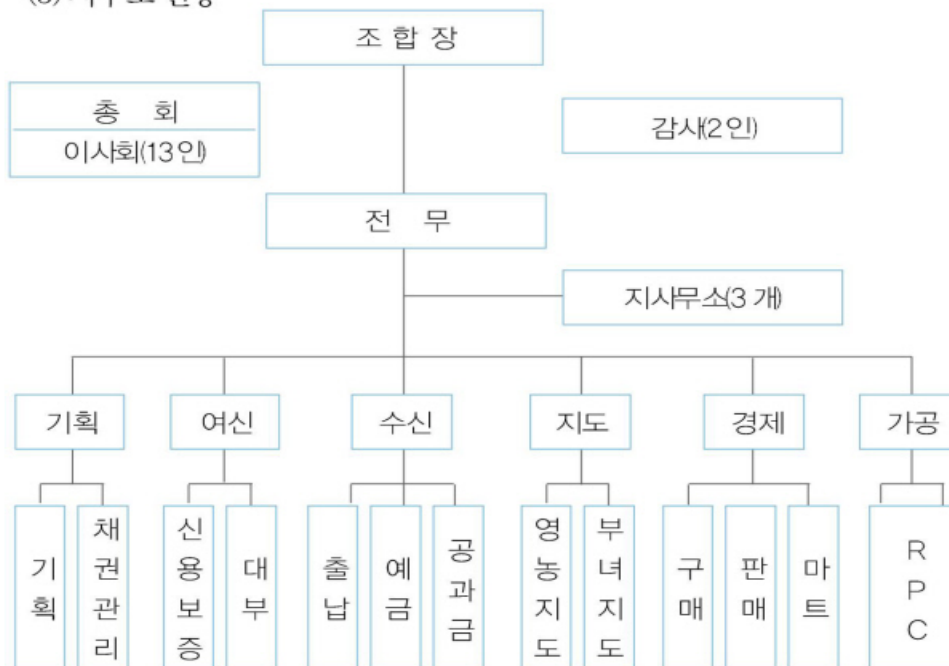 조 합 장
총 회
이사회(13인)
감사(2인)
전 무
지사무소(3 개)
기획
여신
수신
지도
경제
가공
기획
채권관리
신용보증
대부
출납
예금
공과금
영농지도
부녀지도
구매
판매
마트
RPC